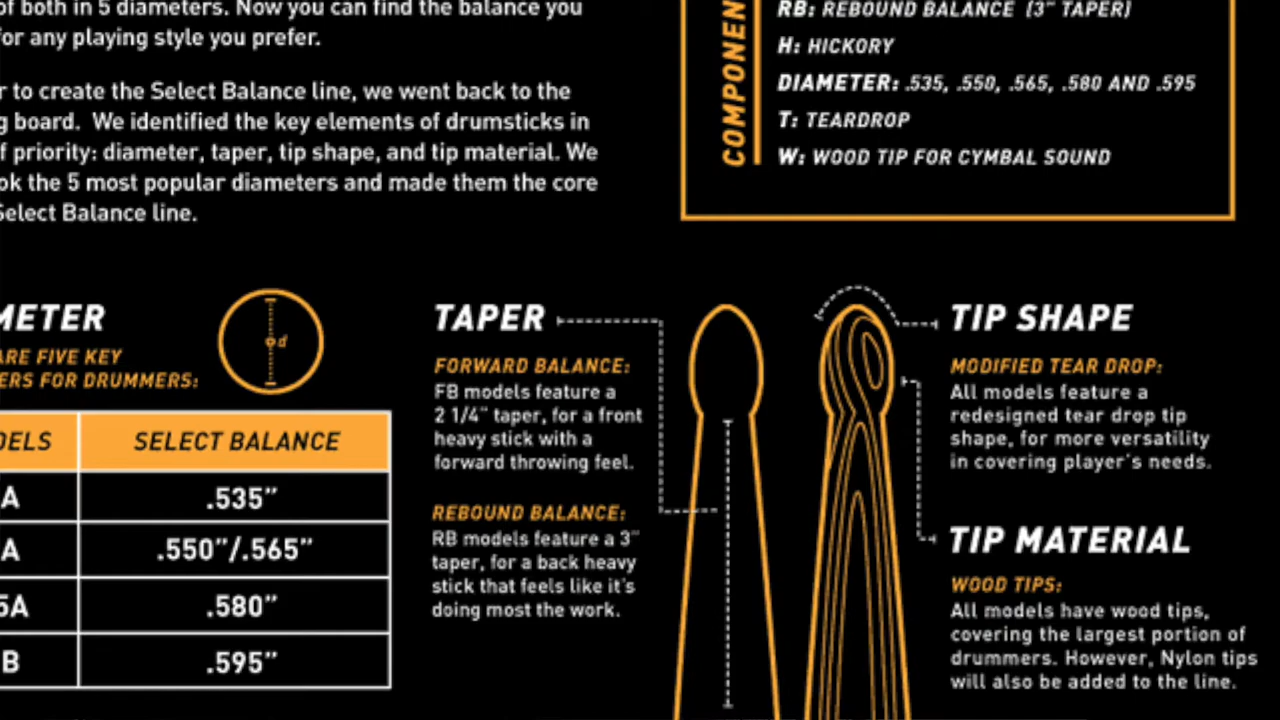 of both in 5 diameters. Now you can find the balance you
for any playing style you prefer.
r to create the Select Balance line, we went back to the
g board. We identified the key elements of drumsticks in
f priority: diameter, taper, tip shape, and tip material. We
ok the 5 most popular diameters and made them the core
Select Balance line.
COMPONEN
RB: REBOUND BALANCE (3" TAPER)
H: HICKORY
DIAMETER: .535, .550, .565, .580 AND .595
T: TEARDROP
W: WOOD TIP FOR CYMBAL SOUND
METER
ARE FIVE KEY
ERS FOR DRUMMERS:
d
DELS SELECT BALANCE
A .535"
A .550"/.565"
5A .580"
B .595"
TAPER
FORWARD BALANCE:
FB models feature a
2 1/4" taper, for a front
heavy stick with a
forward throwing feel.
REBOUND BALANCE:
RB models feature a 3"
taper, for a back heavy
stick that feels like it's
doing most the work.
TIP SHAPE
MODIFIED TEAR DROP:
All models feature a
redesigned tear drop tip
shape, for more versatility
in covering player's needs.
TIP MATERIAL
WOOD TIPS:
All models have wood tips,
covering the largest portion of
drummers. However, Nylon tips
will also be added to the line.